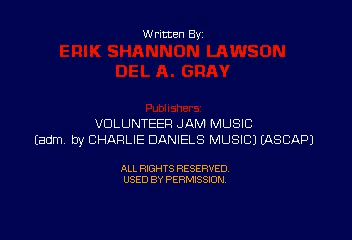 Written By:
ERIK SHANNON LAWSON
DEL A. GRAY
Publishers:
VOLUNTEER JAM MUSIC
(adm. by CHARLIE DANIELS MUSIC) (ASCAP)
ALL RIGHTS RESERVED.
USED BY PERMISSION.